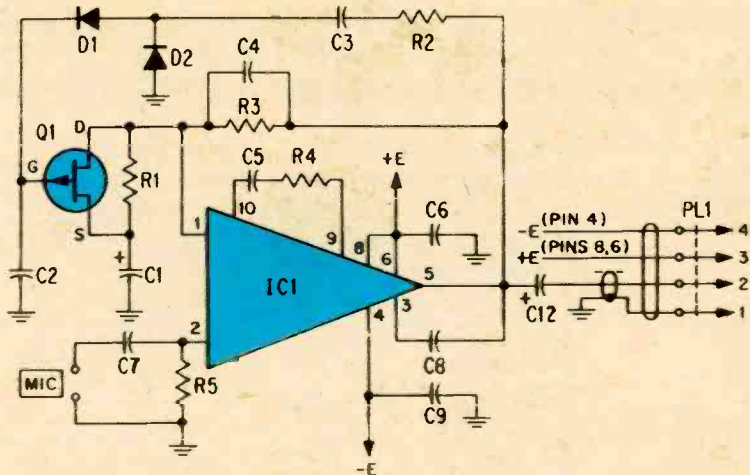 D1
D2
C3
R2
C4
R3
Q1
D
G
S
R1
C5
R4
+E
C6
10
9
8
6
1
IC1
5
4
3
2
C2
+
C1
C7
MIC
R5
C8
C9
-E
-E (PIN 4)
+E (PINS 8,6)
+
C12
PL1
4
3
2
1